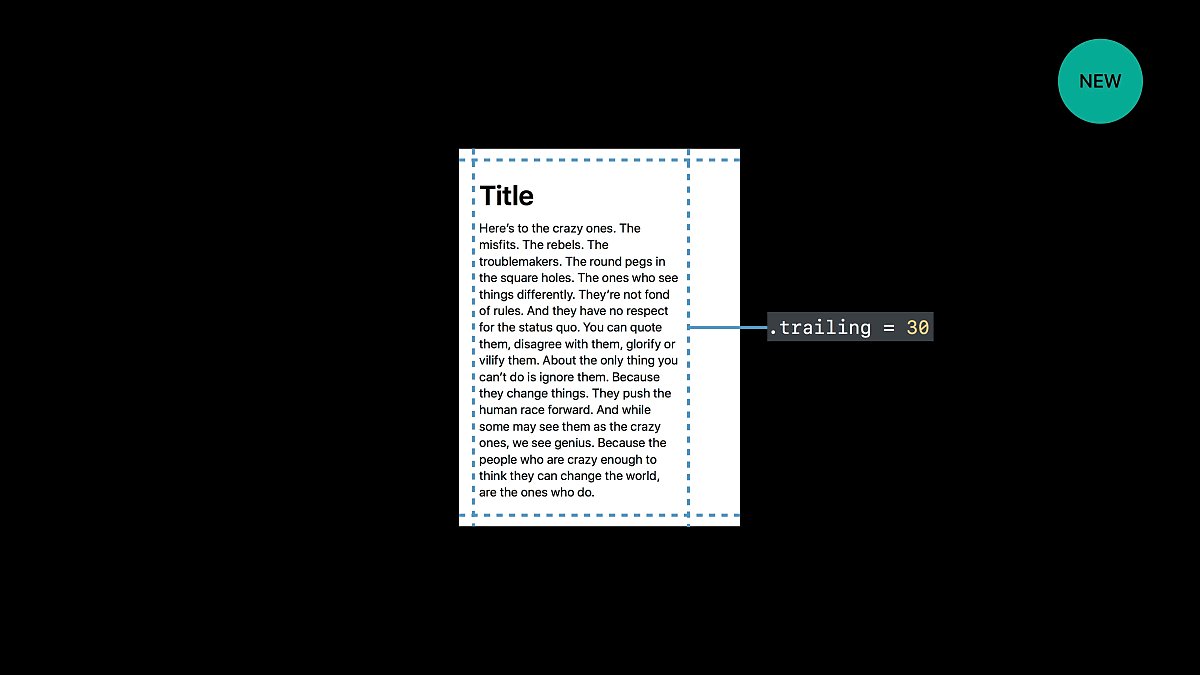 NEW
Title
Here’s to the crazy ones. The
misfits. The rebels. The
troublemakers. The round pegs in
the square holes. The ones who see
things differently. They’re not fond
of rules. And they have no respect
for the status quo. You can quote
them, disagree with them, glorify or
vilify them. About the only thing you
can’t do is ignore them. Because
they change things. They push the
human race forward. And while
some may see them as the crazy
ones, we see genius. Because the
people who are crazy enough to
think they can change the world,
are the ones who do.
.trailing = 30